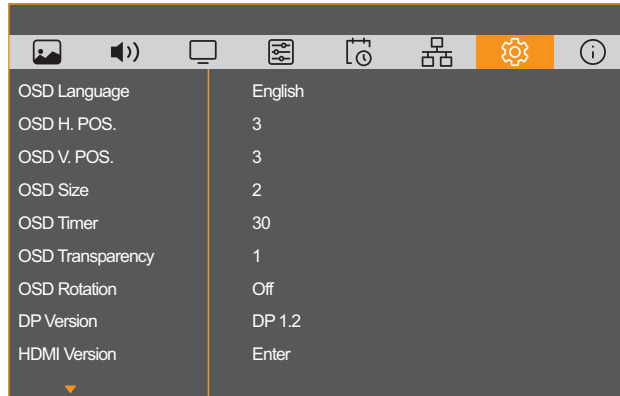 OSD Language English
OSD H. POS. 3
OSD V. POS. 3
OSD Size 2
OSD Timer 30
OSD Transparency 1
OSD Rotation Off
DP Version DP 1.2
HDMI Version Enter